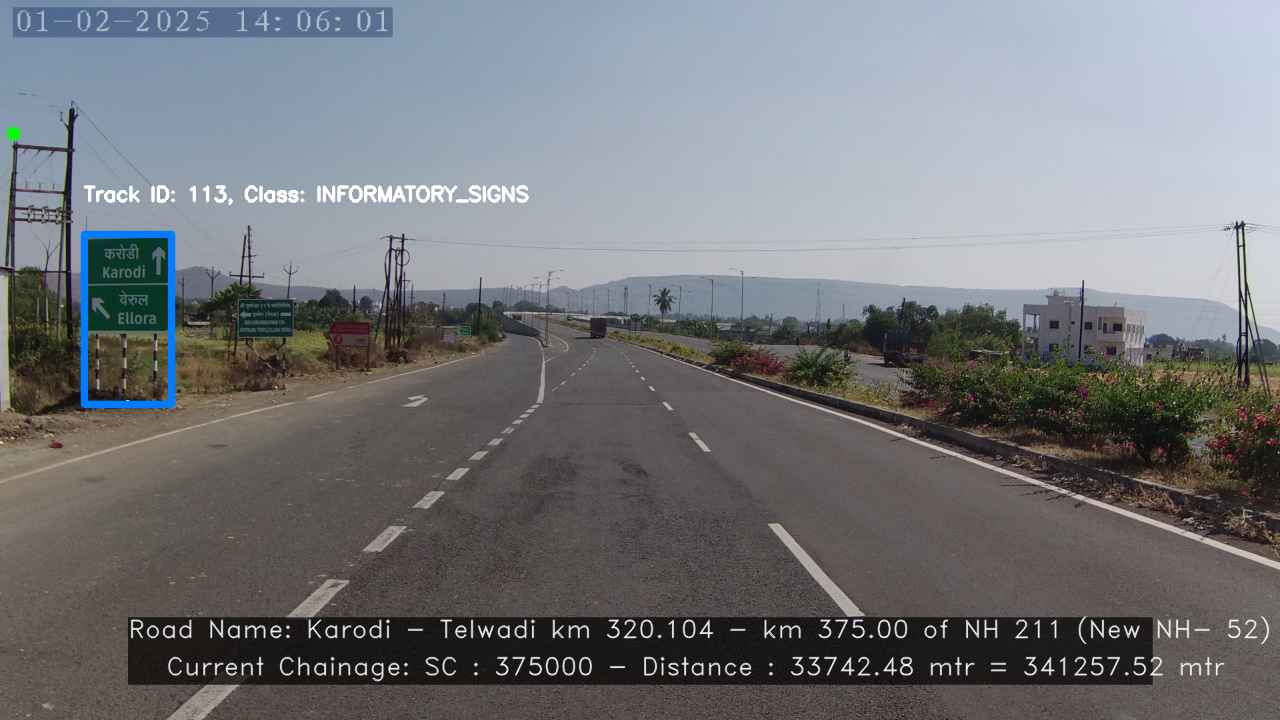 01-02-2025 14:06:01
Track ID: 113, Class: INFORMATORY_SIGNS
करोडी
Karodi
वेरुल
Ellora
Road Name: Karodi - Telwadi km 320.104 - km 375.00 of NH 211 (New NH- 52)
Current Chainage: SC : 375000 - Distance : 33742.48 mtr = 341257.52 mtr